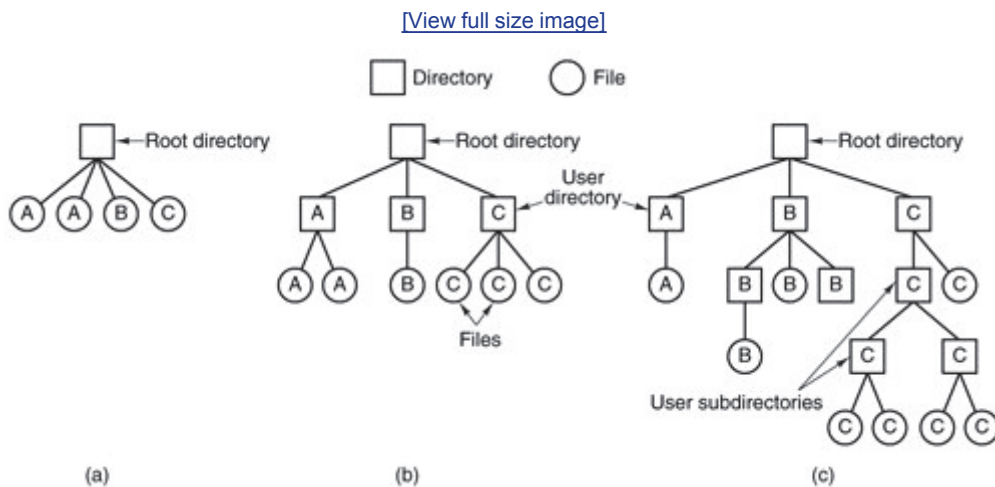 [View full size image]
Directory
File
Root directory
A
A
B
C
(a)
Root directory
A
B
C
User
directory
A
A
B
C
C
C
Files
(b)
Root directory
A
B
C
A
B
B
B
C
C
B
C
C
User subdirectories
C
C
C
C
(c)